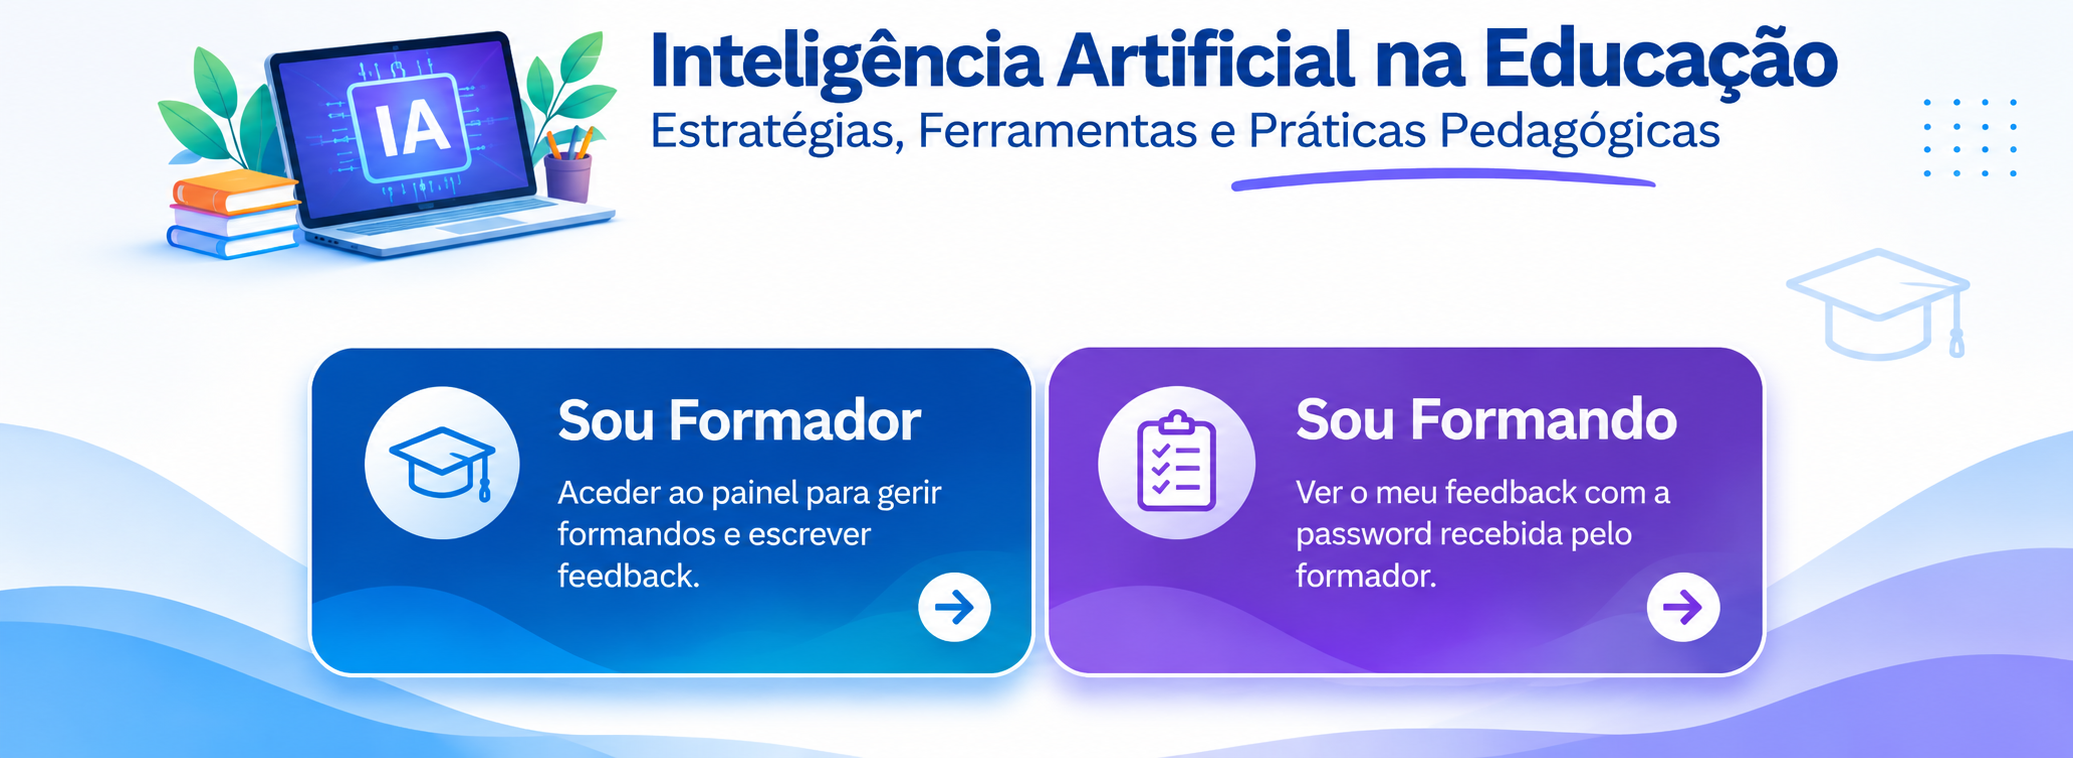 IA
Inteligência Artificial na Educação
Estratégias, Ferramentas e Práticas Pedagógicas
Sou Formador
Aceder ao painel para gerir
formandos e escrever
feedback.
Sou Formando
Ver o meu feedback com a
password recebida pelo
formador.